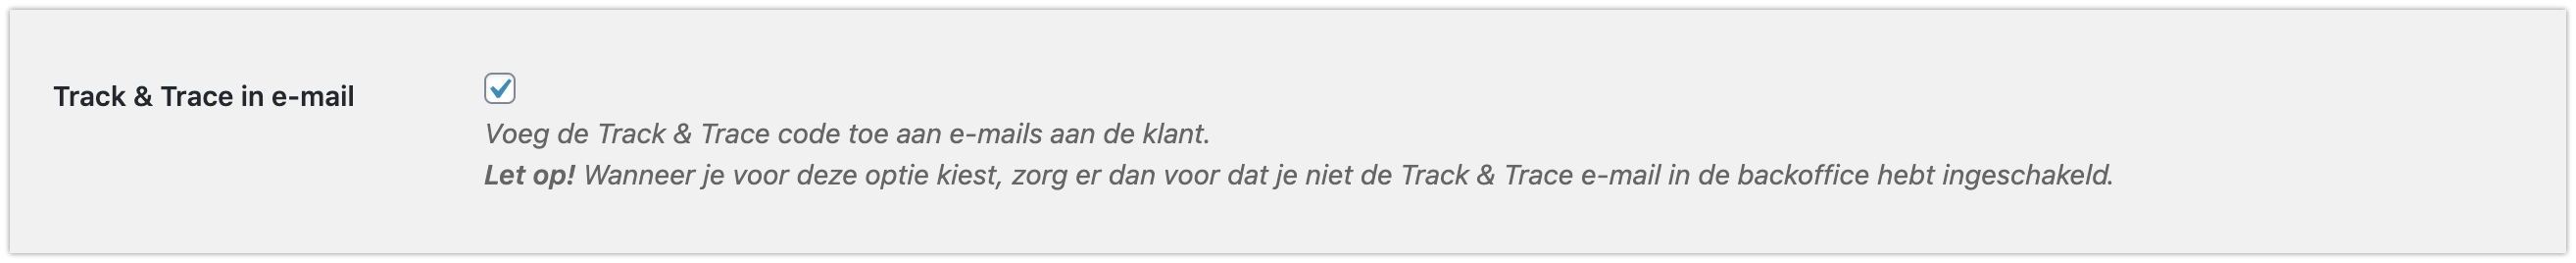 Track & Trace in e-mail
Voeg de Track & Trace code toe aan e-mails aan de klant.
Let op! Wanneer je voor deze optie kiest, zorg er dan voor dat je niet de Track & Trace e-mail in de backoffice hebt ingeschakeld.